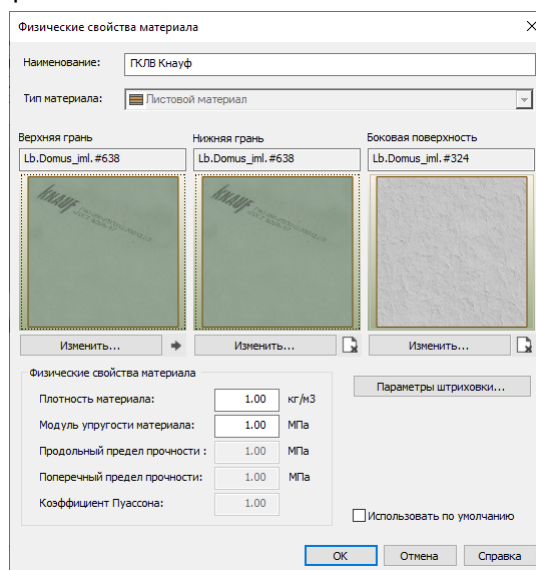 Физические свойства материала
Наименование: ГКЛВ Кнауф
Тип материала: Листовой материал
Верхняя грань Нижняя грань Боковая поверхность
Lb.Domus_iml.#638 Lb.Domus_iml.#638 Lb.Domus_iml.#324
КНАУФ КНАУФ
Изменить... Изменить... Изменить...
Физические свойства материала
Параметры штриховки...
Плотность материала: 1.00 кг/м3
Модуль упругости материала: 1.00 МПа
Продольный предел прочности : 1.00 МПа
Поперечный предел прочности: 1.00 МПа
Коэффициент Пуассона: 1.00
Использовать по умолчанию
ОК Отмена Справка